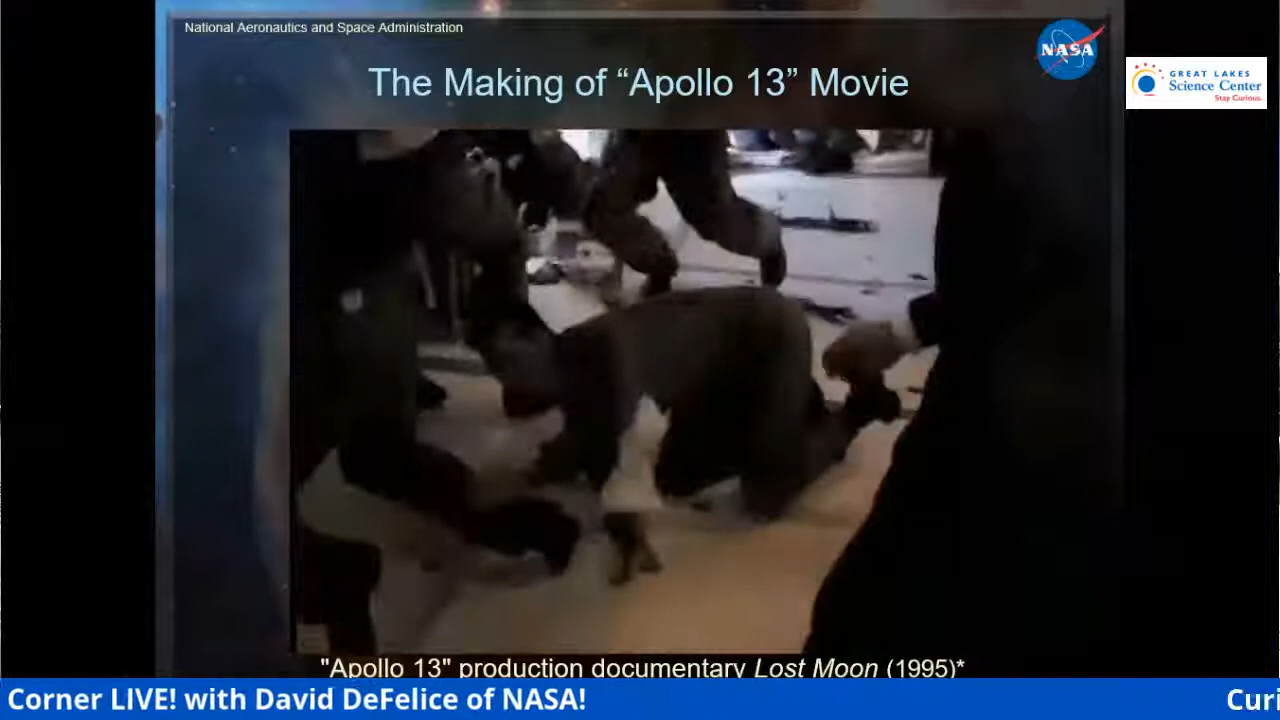 National Aeronautics and Space Administration
NASA
The Making of “Apollo 13” Movie
GREAT LAKES
Science Center
Stay Curious.
"Apollo 13" production documentary Lost Moon (1995)*
Corner LIVE! with David DeFelice of NASA!
Curi